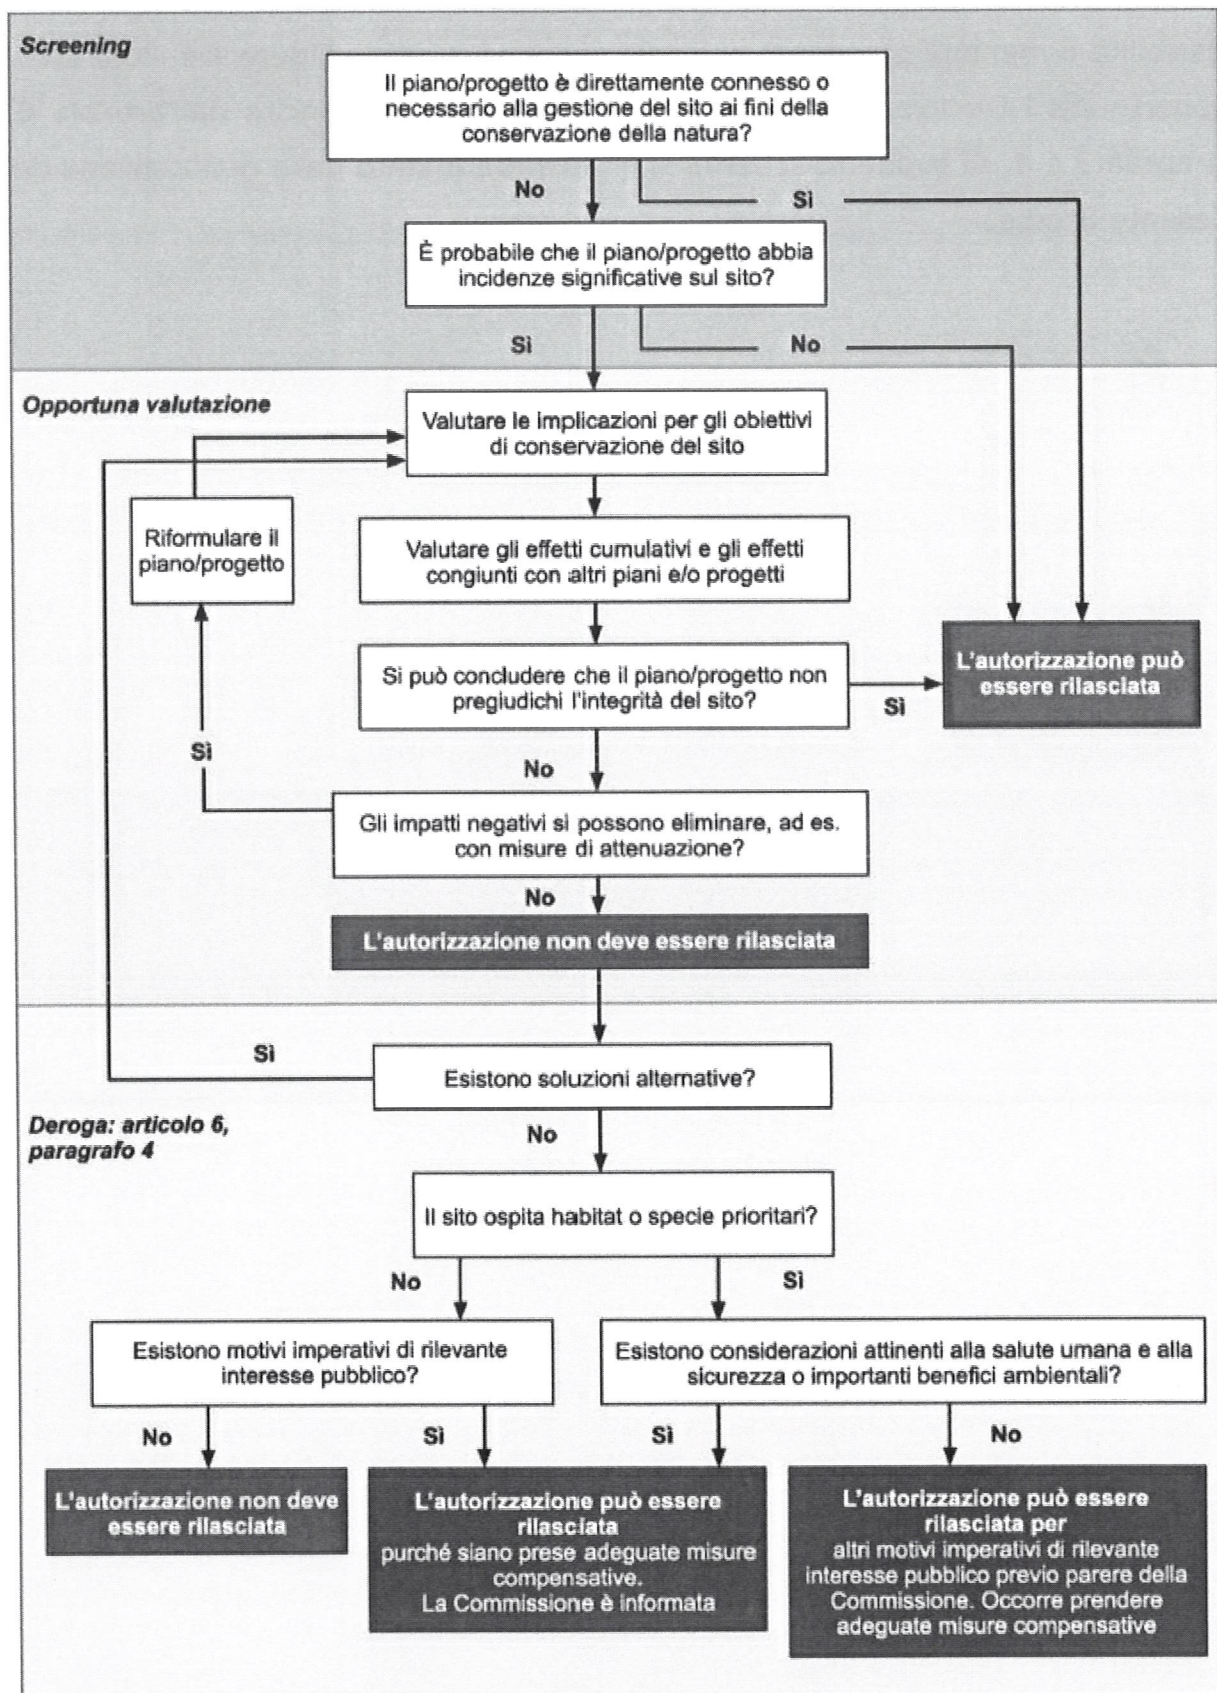 Screening
Il piano/progetto è direttamente connesso o
necessario alla gestione del sito ai fini della
conservazione della natura?
No
Sì
È probabile che il piano/progetto abbia
incidenze significative sul sito?
Sì
No
Opportuna valutazione
Valutare le implicazioni per gli obiettivi
di conservazione del sito
Riformulare il
piano/progetto
Valutare gli effetti cumulativi e gli effetti
congiunti con altri piani e/o progetti
Si può concludere che il piano/progetto non
pregiudichi l'integrità del sito?
Sì
L'autorizzazione può
essere rilasciata
Sì
No
Gli impatti negativi si possono eliminare, ad es.
con misure di attenuazione?
No
L'autorizzazione non deve essere rilasciata
Sì
Esistono soluzioni alternative?
Deroga: articolo 6,
paragrafo 4
No
Il sito ospita habitat o specie prioritari?
No
Sì
Esistono motivi imperativi di rilevante
interesse pubblico?
Esistono considerazioni attinenti alla salute umana e alla
sicurezza o importanti benefici ambientali?
No
Sì
Sì
No
L'autorizzazione non deve
essere rilasciata
L'autorizzazione può essere
rilasciata
purché siano prese adeguate misure
compensative.
La Commissione è informata
L'autorizzazione può essere
rilasciata per
altri motivi imperativi di rilevante
interesse pubblico previo parere della
Commissione. Occorre prendere
adeguate misure compensative